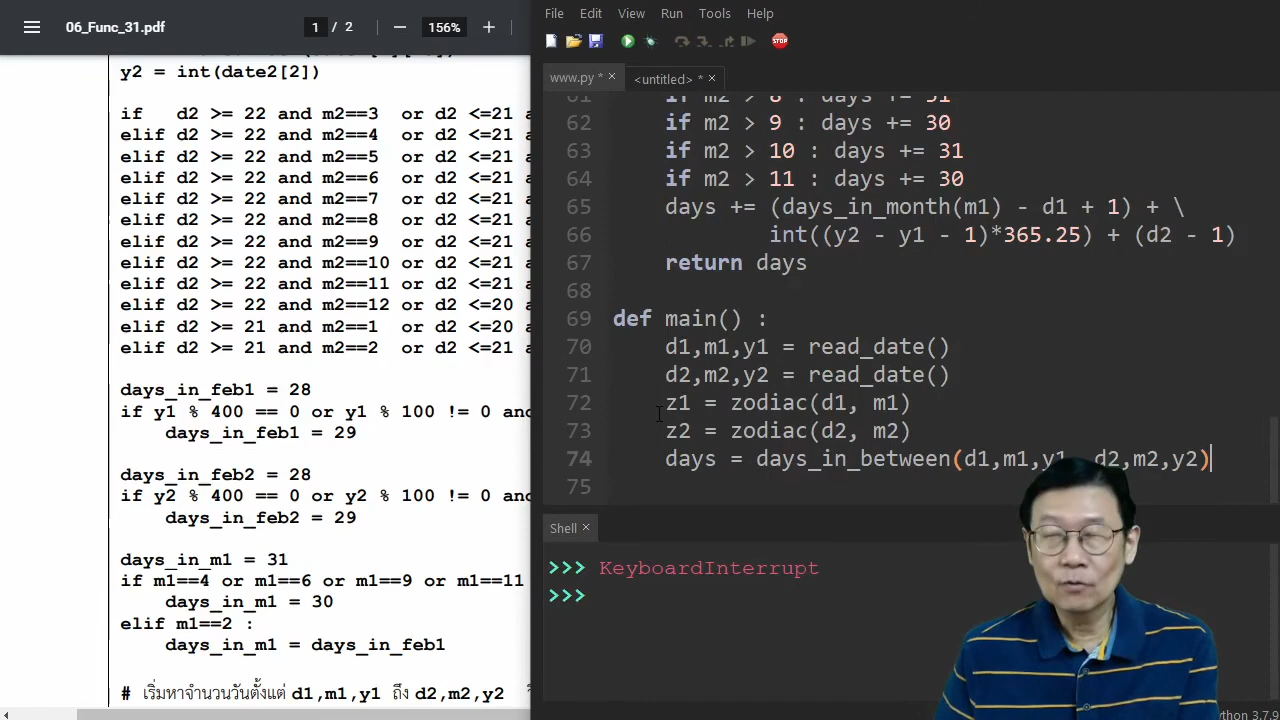 06_Func_31.pdf
1 / 2
156%
y2 = int(date2[2])
if d2 >= 22 and m2==3 or d2 <=21
elif d2 >= 22 and m2==4 or d2 <=21
elif d2 >= 22 and m2==5 or d2 <=21
elif d2 >= 22 and m2==6 or d2 <=21
elif d2 >= 22 and m2==7 or d2 <=21
elif d2 >= 22 and m2==8 or d2 <=21
elif d2 >= 22 and m2==9 or d2 <=21
elif d2 >= 22 and m2==10 or d2 <=21
elif d2 >= 22 and m2==11 or d2 <=21
elif d2 >= 22 and m2==12 or d2 <=20
elif d2 >= 21 and m2==1 or d2 <=20
elif d2 >= 21 and m2==2 or d2 <=21
days_in_feb1 = 28
if y1 % 400 == 0 or y1 % 100 != 0 and
days_in_feb1 = 29
days_in_feb2 = 28
if y2 % 400 == 0 or y2 % 100 != 0 and
days_in_feb2 = 29
days_in_m1 = 31
if m1==4 or m1==6 or m1==9 or m1==11
days_in_m1 = 30
elif m1==2 :
days_in_m1 = days_in_feb1
# เริ่มหาจำนวนวันตั้งแต่ d1,m1,y1 ถึง d2,m2,y2
File Edit View Run Tools Help
STOP
www.py * × <untitled> * ×
61 if m2 > 8 : days += 31
62 if m2 > 9 : days += 30
63 if m2 > 10 : days += 31
64 if m2 > 11 : days += 30
65 days += (days_in_month(m1) - d1 + 1) + \
66 int((y2 - y1 - 1)*365.25) + (d2 - 1)
67 return days
68
69 def main() :
70 d1,m1,y1 = read_date()
71 d2,m2,y2 = read_date()
72 z1 = zodiac(d1, m1)
73 z2 = zodiac(d2, m2)
74 days = days_in_between(d1,m1,y1, d2,m2,y2)
75
Shell ×
>>> KeyboardInterrupt
>>>